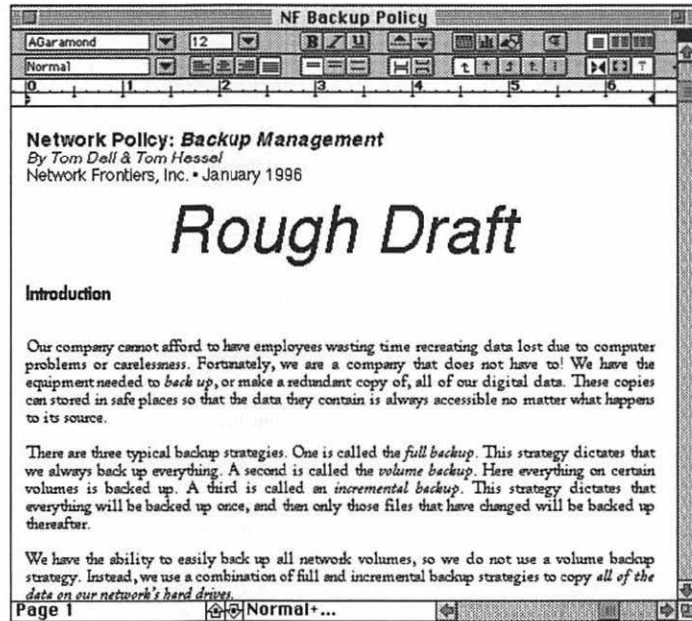 NF Backup Policy
AGaramond 12 B I U ¶
Normal
0 1 2 3 4 5 6
Network Policy: Backup Management
By Tom Dell & Tom Hessel
Network Frontiers, Inc. • January 1996
Rough Draft
Introduction
Our company cannot afford to have employees wasting time recreating data lost due to computer
problems or carelessness. Fortunately, we are a company that does not have to! We have the
equipment needed to back up, or make a redundant copy of, all of our digital data. These copies
can stored in safe places so that the data they contain is always accessible no matter what happens
to its source.
There are three typical backup strategies. One is called the full backup. This strategy dictates that
we always back up everything. A second is called the volume backup. Here everything on certain
volumes is backed up. A third is called an incremental backup. This strategy dictates that
everything will be backed up once, and then only those files that have changed will be backed up
thereafter.
We have the ability to easily back up all network volumes, so we do not use a volume backup
strategy. Instead, we use a combination of full and incremental backup strategies to copy all of the
data on our network's hard drives.
Page 1 Normal+...